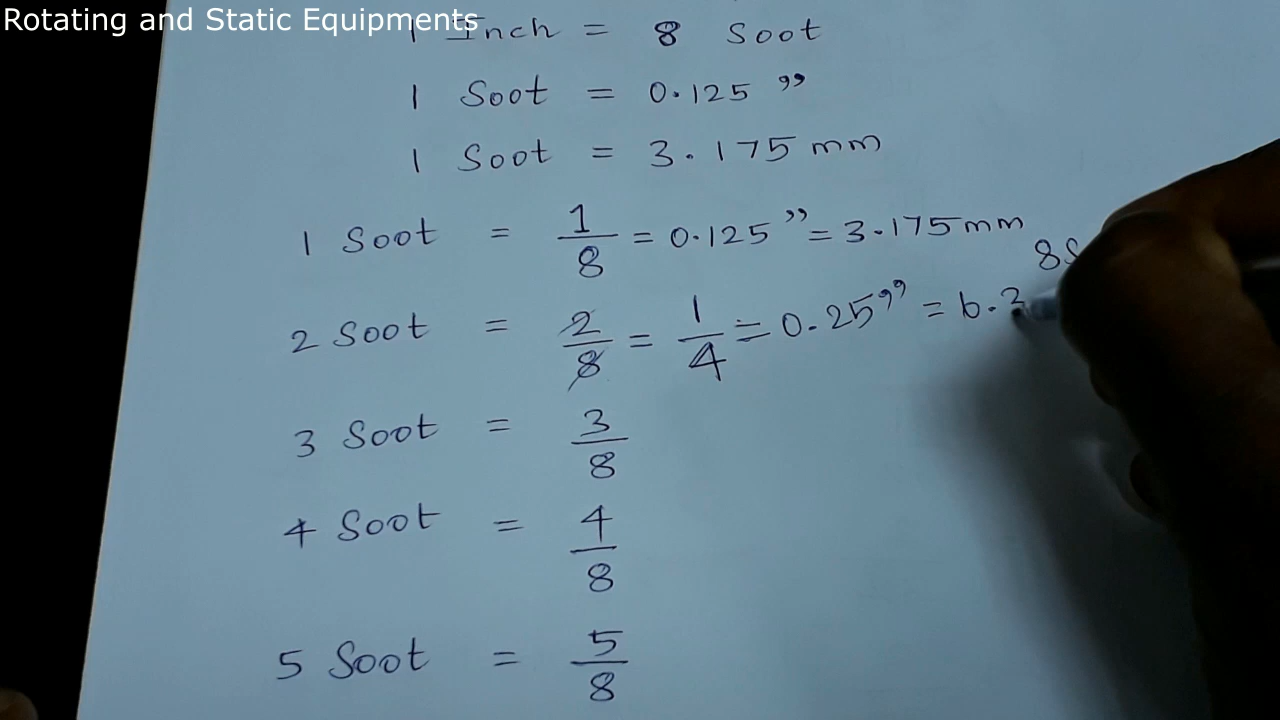 Rotating and Static Equipments
1 Inch = 8 Soot
1 Soot = 0.125 ”
1 Soot = 3.175 mm
1 Soot = 1/8 = 0.125 ” = 3.175 mm
8S
2 Soot = 2/8 = 1/4 = 0.25 ” = 6.3
3 Soot = 3/8
4 Soot = 4/8
5 Soot = 5/8